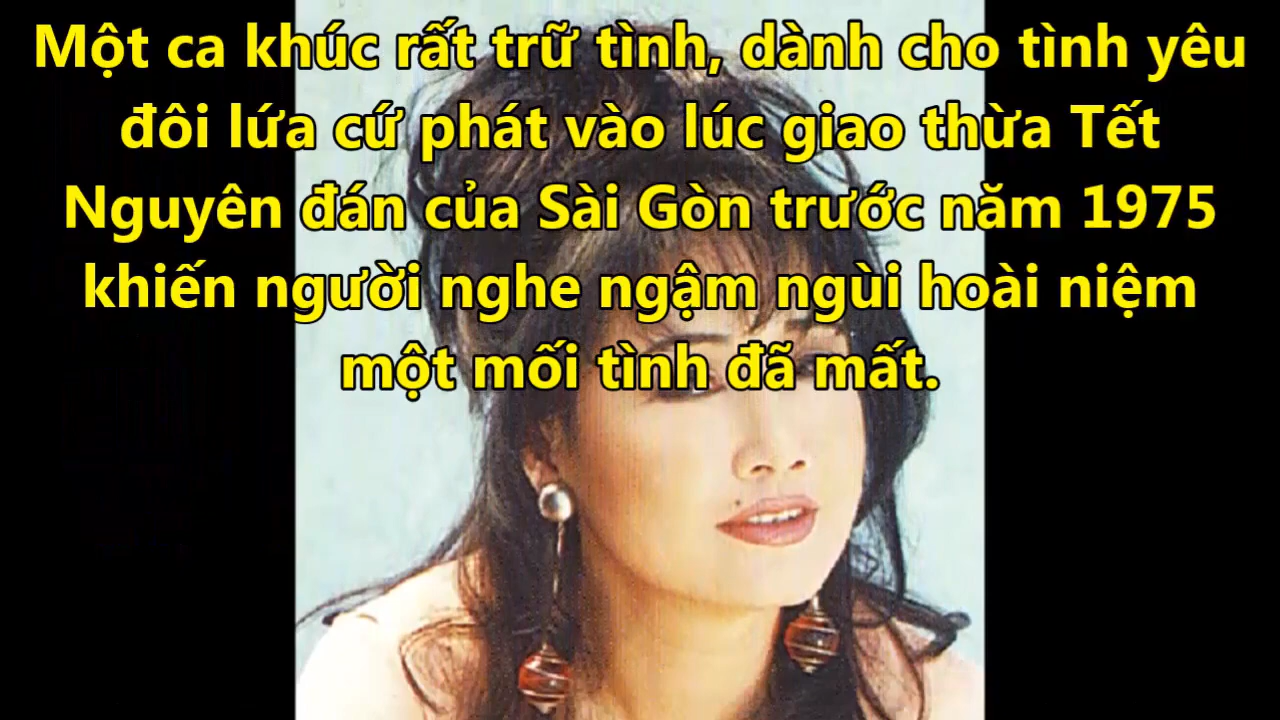 Một ca khúc rất trữ tình, dành cho tình yêu
đôi lứa cứ phát vào lúc giao thừa Tết
Nguyên đán của Sài Gòn trước năm 1975
khiến người nghe ngậm ngùi hoài niệm
một mối tình đã mất.